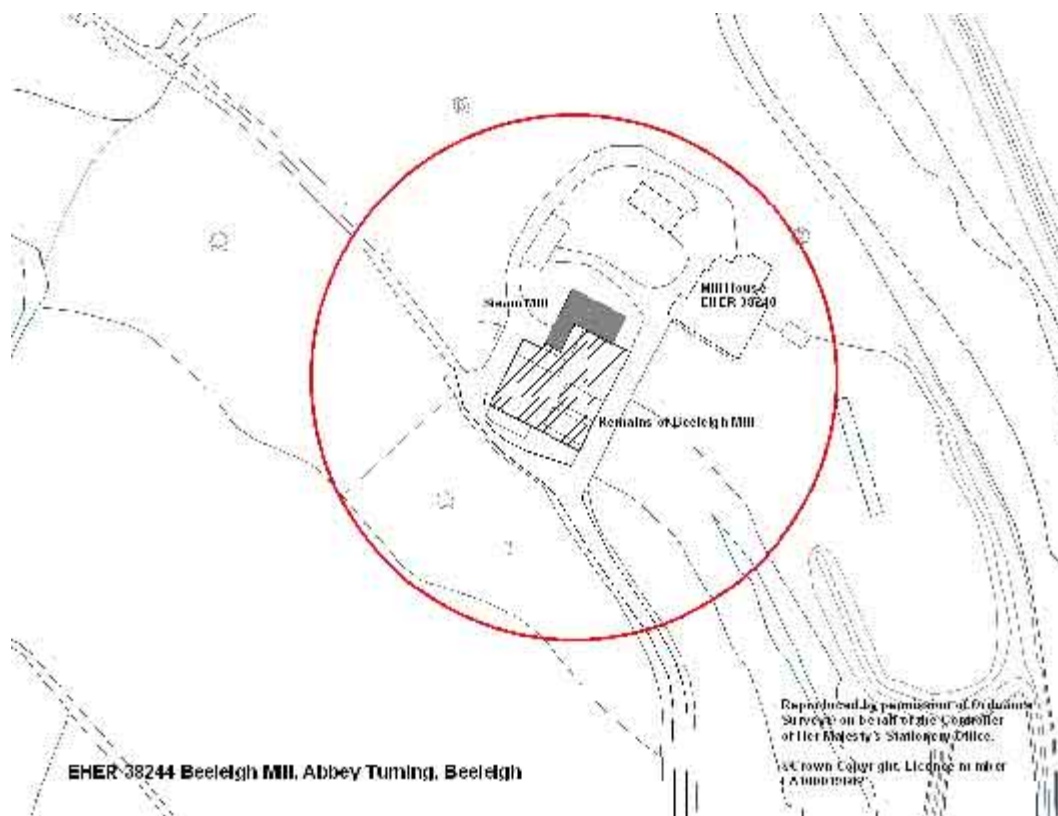 Steam Mill
Mill House
EHER 38240
Remains of Beeleigh Mill
Reproduced by permission of Ordnance
Survey on behalf of the Controller
of Her Majesty's Stationery Office.
©Crown Copyright. Licence number
EHER 38244 Beeleigh Mill, Abbey Turning, Beeleigh